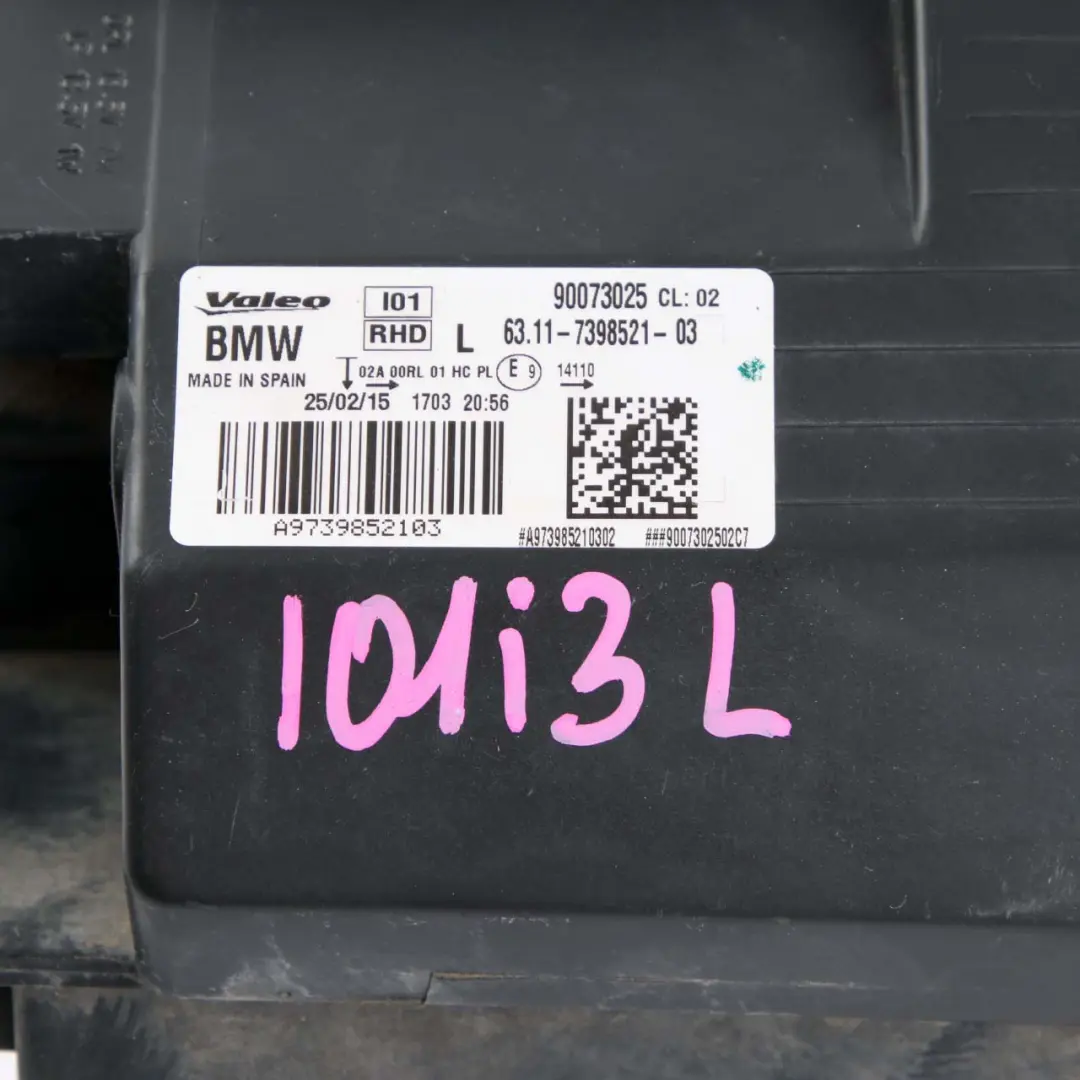 Valeo I01 90073025 CL: 02
BMW RHD L 63.11-7398521-03
MADE IN SPAIN 02A 00RL 01 HC PL E 9 14110
25/02/15 1703 20:56
A9739852103
#A973985210302 ###9007302502C7
I01i3 L